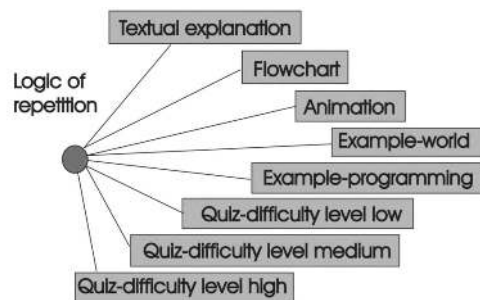 Textual explanation
Flowchart
Logic of
repetition
Animation
Example-world
Example-programming
Quiz-difficulty level low
Quiz-difficulty level medium
Quiz-difficulty level high